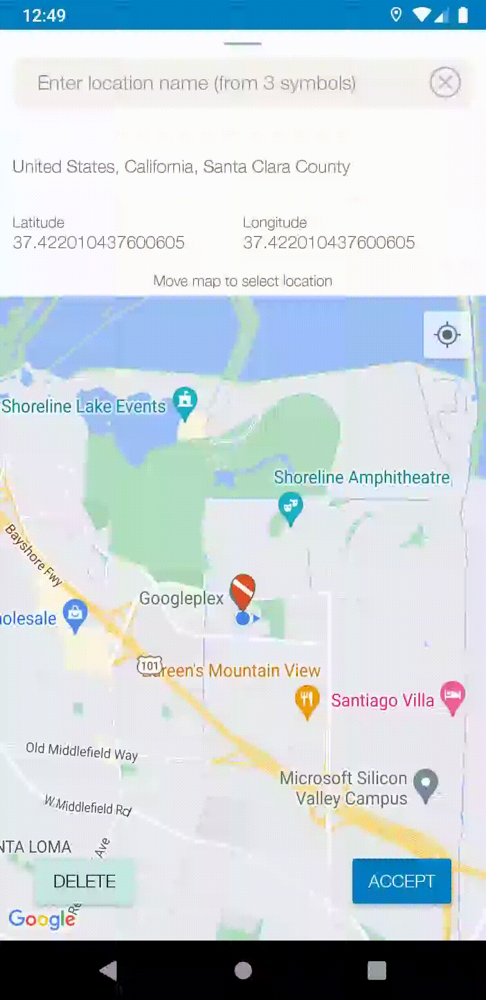 12:49
Enter location name (from 3 symbols)
United States, California, Santa Clara County
Latitude
Longitude
37.422010437600605
37.422010437600605
Move map to select location
Shoreline Lake Events
Shoreline Amphitheatre
Bayshore Fwy
Googleplex
olesale
101
reen's Mountain View
Santiago Villa
Old Middlefield Way
Microsoft Silicon
Valley Campus
W Middlefield Rd
NTA LOMA
Ave
DELETE
ACCEPT
Google